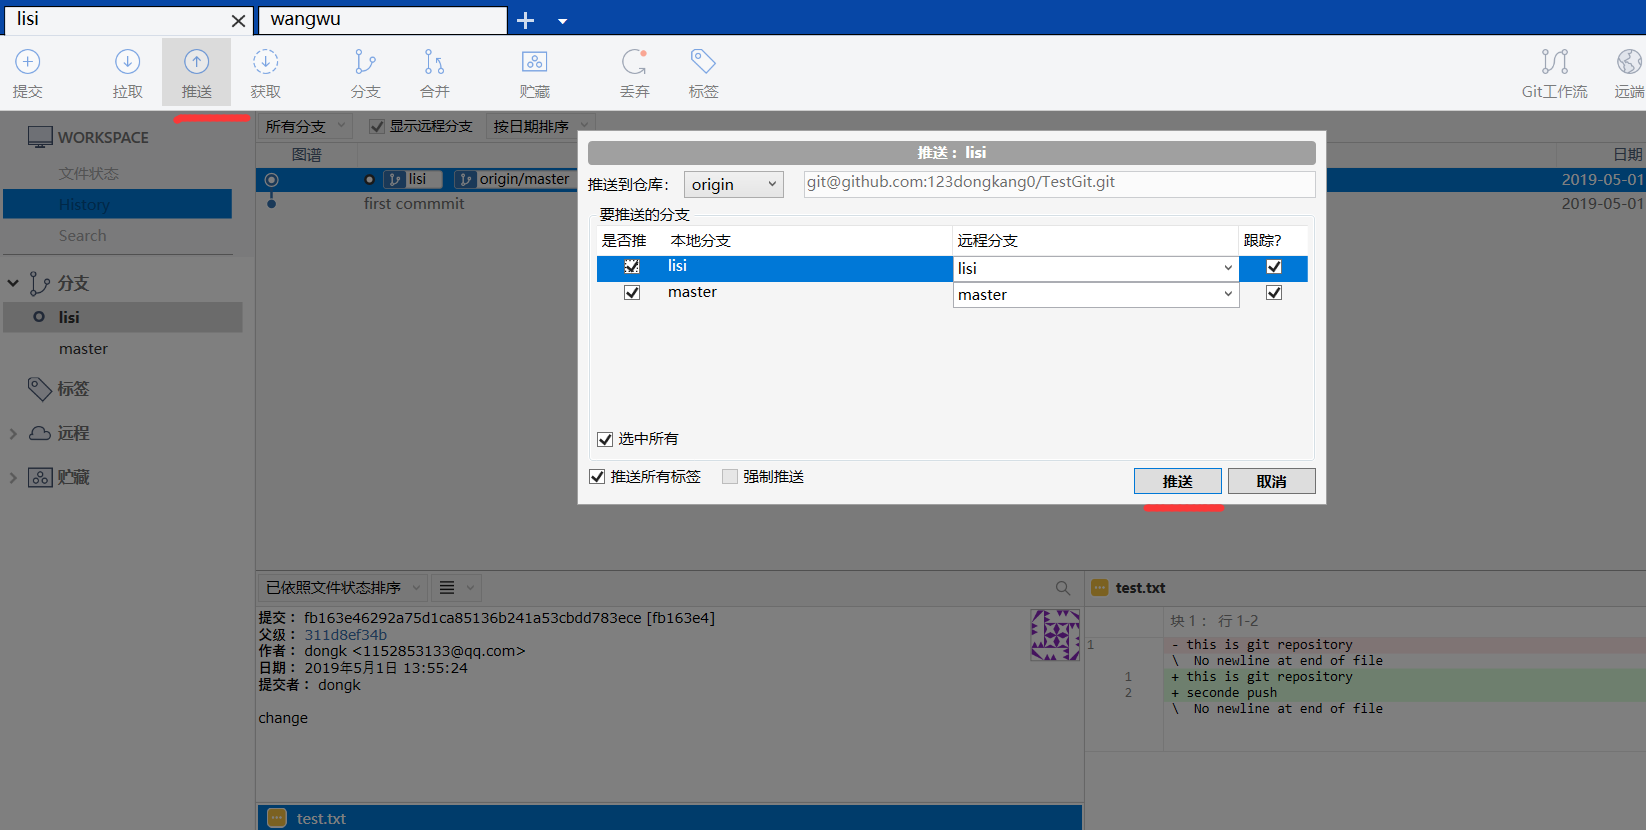 lisi
wangwu
提交
拉取
推送
获取
分支
合并
贮藏
丢弃
标签
Git工作流
远端
WORKSPACE
文件状态
History
Search
分支
lisi
master
标签
远程
贮藏
所有分支
显示远程分支
按日期排序
图谱
日期
lisi
origin/master
2019-05-01
first commmit
2019-05-01
推送：lisi
推送到仓库：
origin
git@github.com:123dongkang0/TestGit.git
要推送的分支
是否推
本地分支
远程分支
跟踪?
lisi
lisi
master
master
选中所有
推送所有标签
强制推送
推送
取消
已依照文件状态排序
提交： fb163e46292a75d1ca85136b241a53cbdd783ece [fb163e4]
父级： 311d8ef34b
作者： dongk <1152853133@qq.com>
日期： 2019年5月1日 13:55:24
提交者： dongk
change
test.txt
test.txt
块 1： 行 1-2
1 - this is git repository
\ No newline at end of file
1 + this is git repository
2 + seconde push
\ No newline at end of file